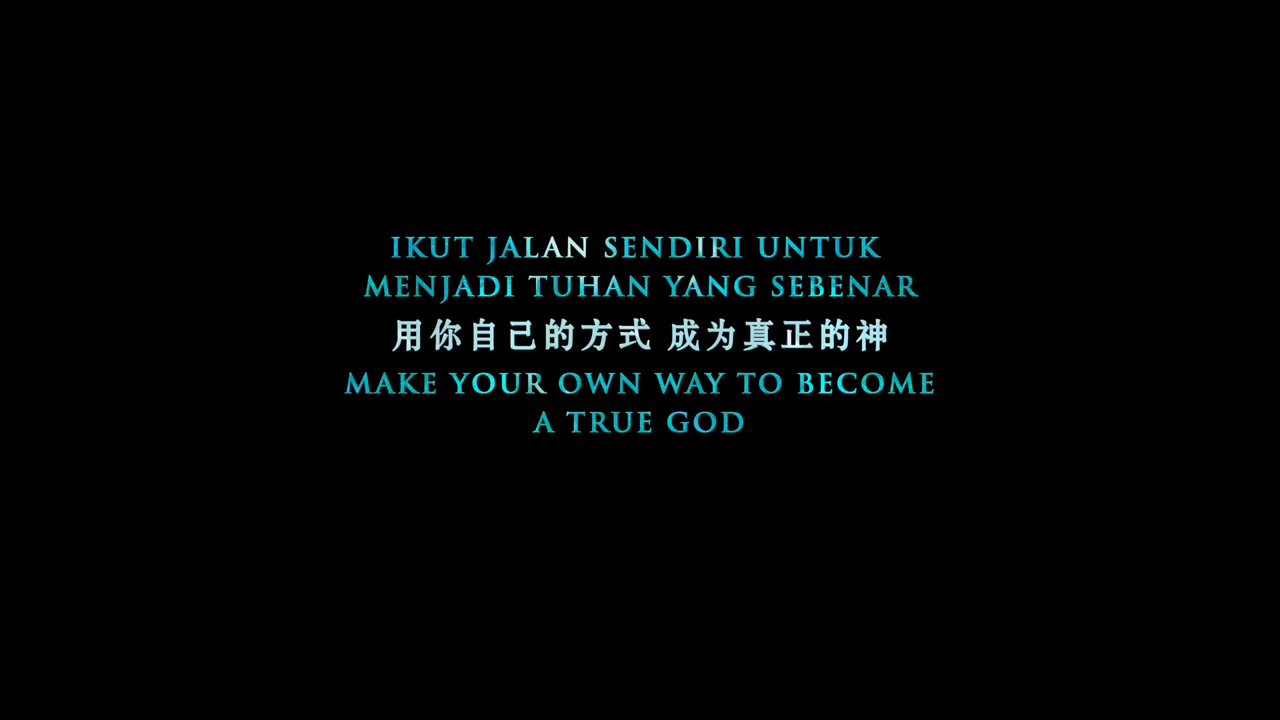 IKUT JALAN SENDIRI UNTUK
MENJADI TUHAN YANG SEBENAR
用你自己的方式 成为真正的神
MAKE YOUR OWN WAY TO BECOME
A TRUE GOD